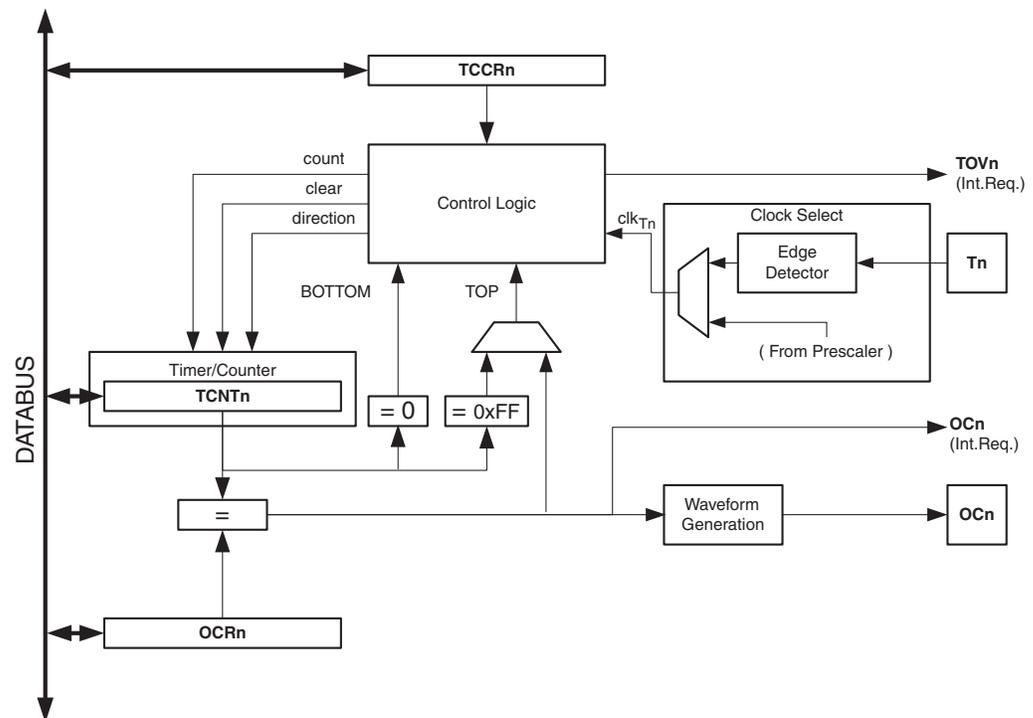 TCCRn
count
clear
direction
Control Logic
TOVn
(Int.Req.)
clkTn
Clock Select
Edge
Detector
Tn
( From Prescaler )
BOTTOM
TOP
DATABUS
Timer/Counter
TCNTn
= 0
= 0xFF
OCn
(Int.Req.)
=
Waveform
Generation
OCn
OCRn